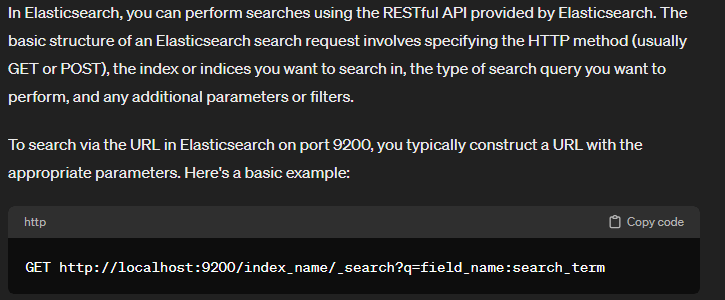 In Elasticsearch, you can perform searches using the RESTful API provided by Elasticsearch. The
basic structure of an Elasticsearch search request involves specifying the HTTP method (usually
GET or POST), the index or indices you want to search in, the type of search query you want to
perform, and any additional parameters or filters.
To search via the URL in Elasticsearch on port 9200, you typically construct a URL with the
appropriate parameters. Here's a basic example:
http Copy code
GET http://localhost:9200/index_name/_search?q=field_name:search_term